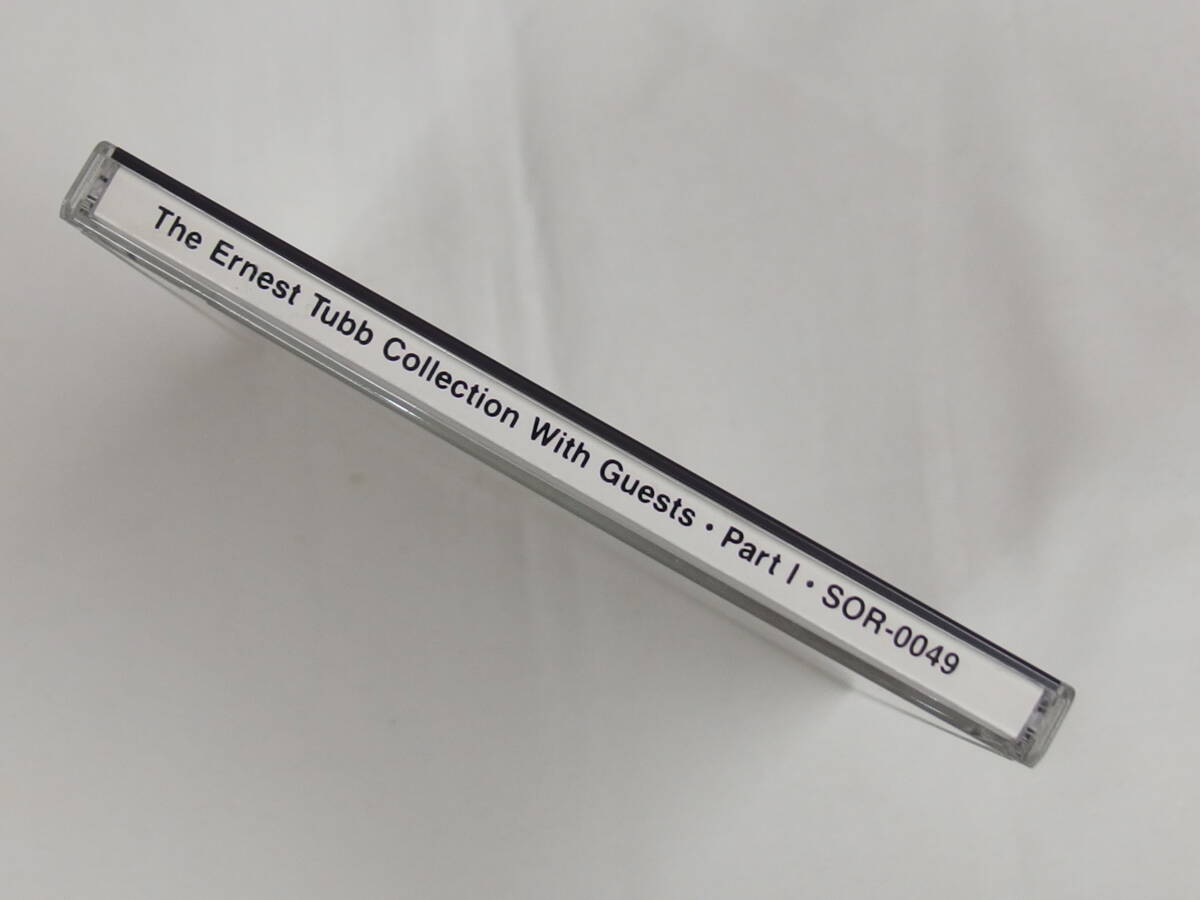 The Ernest Tubb Collection With Guests · Part I · SOR-0049